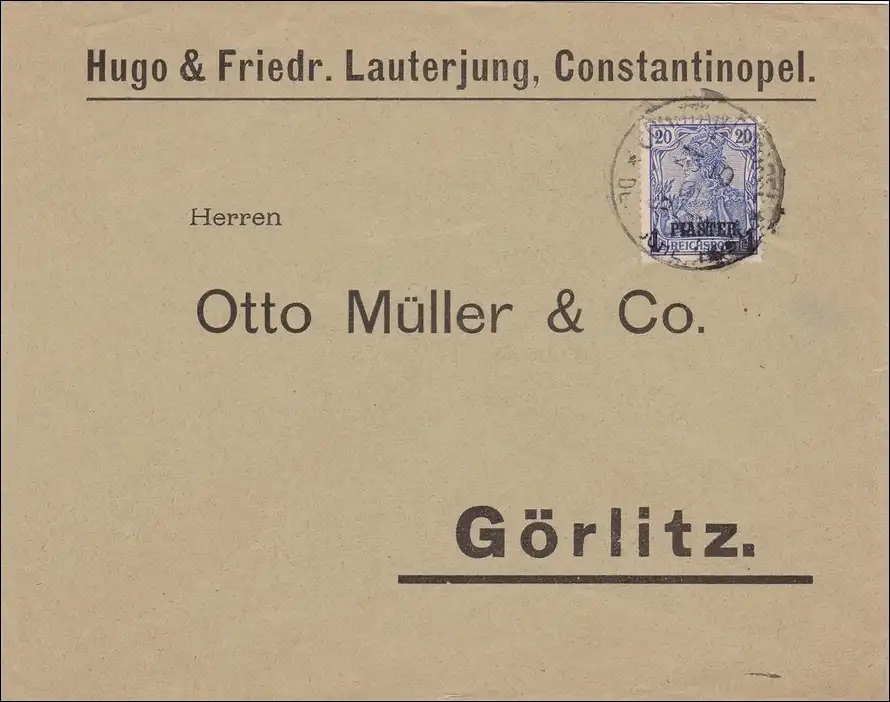 Hugo & Friedr. Lauterjung, Constantinopel.
20 20
1 PIASTER 1
REICHSPOST
Herren
Otto Müller & Co.
Görlitz.